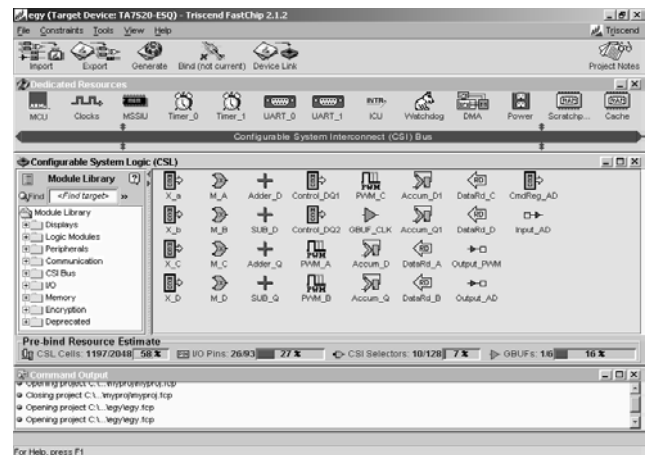 egy (Target Device: TA7520-E5Q) - Triscend FastChip 2.1.2
File Constraints Tools View Help
Triscend
Import Export Generate Bind (not current) Device Link Project Notes
Dedicated Resources
MCU Clocks MSSIU Timer_0 Timer_1 UART_0 UART_1 ICU Watchdog DMA Power Scratchp... Cache
Configurable System Interconnect (CSI) Bus
Configurable System Logic (CSL)
Module Library
Find <Find target> »
Module Library
Displays
Logic Modules
Peripherals
Communication
CSI Bus
I/O
Memory
Encryption
Deprecated
X_a M_A Adder_D Control_DQ1 PWM_C Accum_D1 DataRd_C CmdReg_AD
X_b M_B SUB_D Control_DQ2 GBUF_CLK Accum_Q1 DataRd_D Input_AD
X_C M_C Adder_Q PWM_A Accum_D DataRd_A Output_PWM
X_D M_D SUB_Q PWM_B Accum_Q DataRd_B Output_AD
Pre-bind Resource Estimate
CSL Cells: 1197/2048 58 % I/O Pins: 26/93 27 % CSI Selectors: 10/128 7 % GBUFs: 1/6 16 %
Command Output
Opening project C:\...\myproj\myproj.fcp
Closing project C:\...\myproj\myproj.fcp
Opening project C:\...\egy\egy.fcp
Opening project C:\...\egy\egy.fcp
For Help, press F1